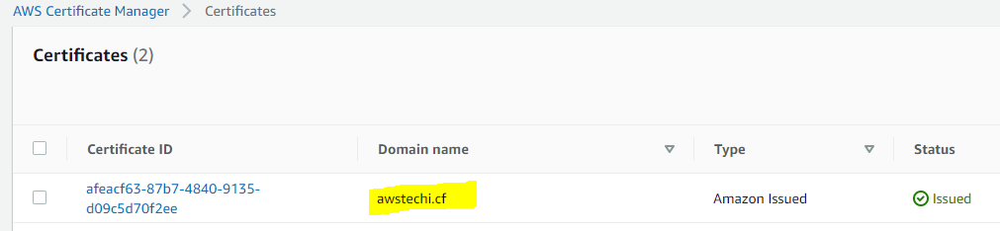 AWS Certificate Manager > Certificates
Certificates (2)
Certificate ID Domain name Type Status
afeacf63-87b7-4840-9135-
d09c5d70f2ee awstechi.cf Amazon Issued Issued